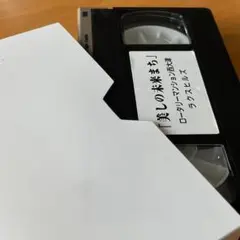 「美しの未来まち」
ロータリーマンション西大津
ラクスヒルズ